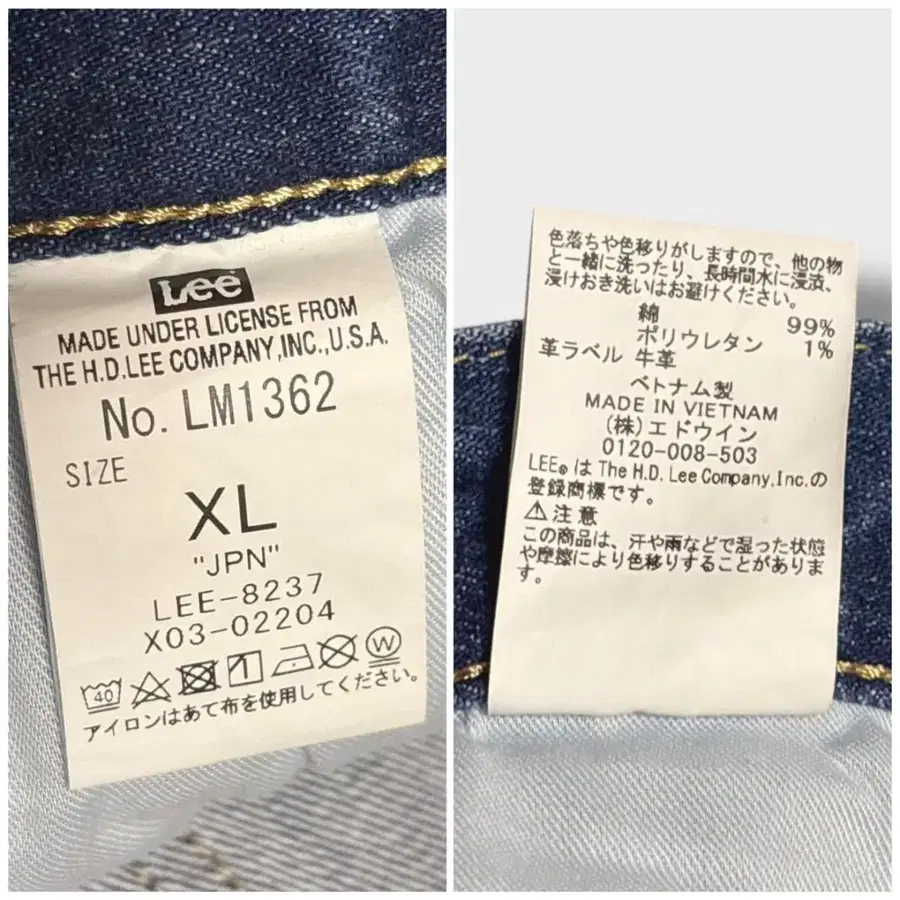 Lee
MADE UNDER LICENSE FROM
THE H.D.LEE COMPANY,INC.,U.S.A.
No. LM1362
SIZE
XL
"JPN"
LEE-8237
X03-02204
40 W
アイロンはあて布を使用してください。
色落ちや色移りがしますので、他の物
と一緒に洗ったり、長時間水に浸漬、
浸けおき洗いはお避けください。
綿 99%
ポリウレタン 1%
革ラベル 牛革
ベトナム製
MADE IN VIETNAM
(株)エドウイン
0120-008-503
LEE®は The H.D. Lee Company,Inc.の
登録商標です。
⚠注意
この商品は、汗や雨などで湿った状態
や摩擦により色移りすることがありま
す。